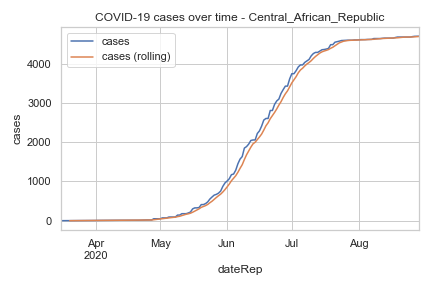 COVID-19 cases over time - Central_African_Republic
cases
cases (rolling)
cases
4000
3000
2000
1000
0
Apr
2020
May
Jun
Jul
Aug
dateRep